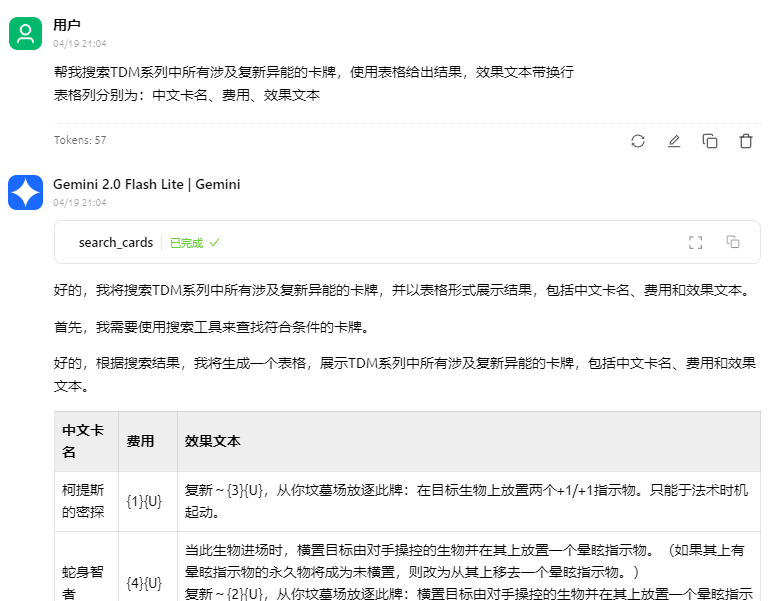 用户
04/19 21:04
帮我搜索TDM系列中所有涉及复新异能的卡牌，使用表格给出结果，效果文本带换行
表格列分别为：中文卡名、费用、效果文本
Tokens: 57
Gemini 2.0 Flash Lite | Gemini
04/19 21:04
search_cards 已完成
好的，我将搜索TDM系列中所有涉及复新异能的卡牌，并以表格形式展示结果，包括中文卡名、费用和效果文本。
首先，我需要使用搜索工具来查找符合条件的卡牌。
好的，根据搜索结果，我将生成一个表格，展示TDM系列中所有涉及复新异能的卡牌，包括中文卡名、费用和效果
文本。
中文卡
名
费用
效果文本
柯提斯
的密探
{1}{U}
复新～{3}{U}，从你坟墓场放逐此牌：在目标生物上放置两个+1/+1指示物。只能于法术时机
起动。
蛇身智
者
{4}{U}
当此生物进场时，横置目标由对手操控的生物并在其上放置一个晕眩指示物。（如果其上有
晕眩指示物的永久物将成为未横置，则改为从其上移去一个晕眩指示物。）
复新～{2}{U}，从你坟墓场放逐此牌：横置目标由对手操控的生物并在其上放置一个晕眩指示